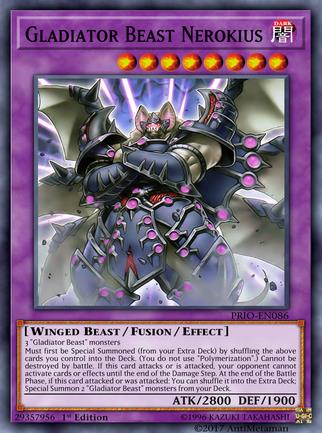 Gladiator Beast Nerokius
DARK
闇
PRIO-EN086
[Winged Beast / Fusion / Effect]
3 "Gladiator Beast" monsters
Must first be Special Summoned (from your Extra Deck) by shuffling the above
cards you control into the Deck. (You do not use "Polymerization".) Cannot be
destroyed by battle. If this card attacks or is attacked, your opponent cannot
activate cards or effects until the end of the Damage Step. At the end of the
Battle Phase, if this card attacked or was attacked: You can shuffle it into the Extra Deck;
Special Summon 2 "Gladiator Beast" monsters from your Deck.
ATK/2800 DEF/1900
29357956 1st Edition ©1996 KAZUKI TAKAHASHI
©2017 AntiMetaman